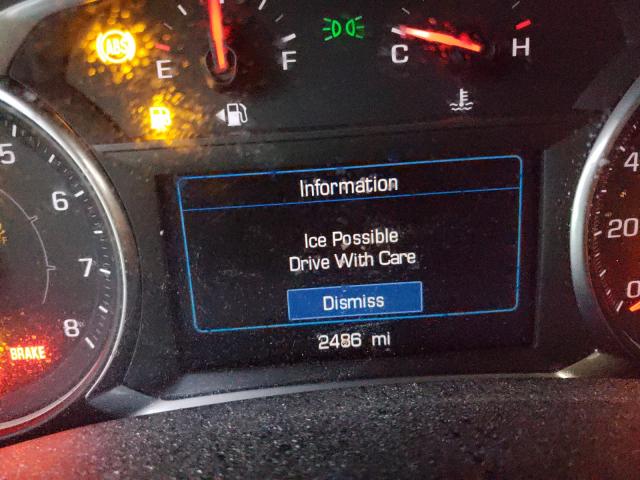 ABS
E
F
C
H
5
6
7
8
BRAKE
Information
Ice Possible
Drive With Care
Dismiss
2486 mi
4
20
0